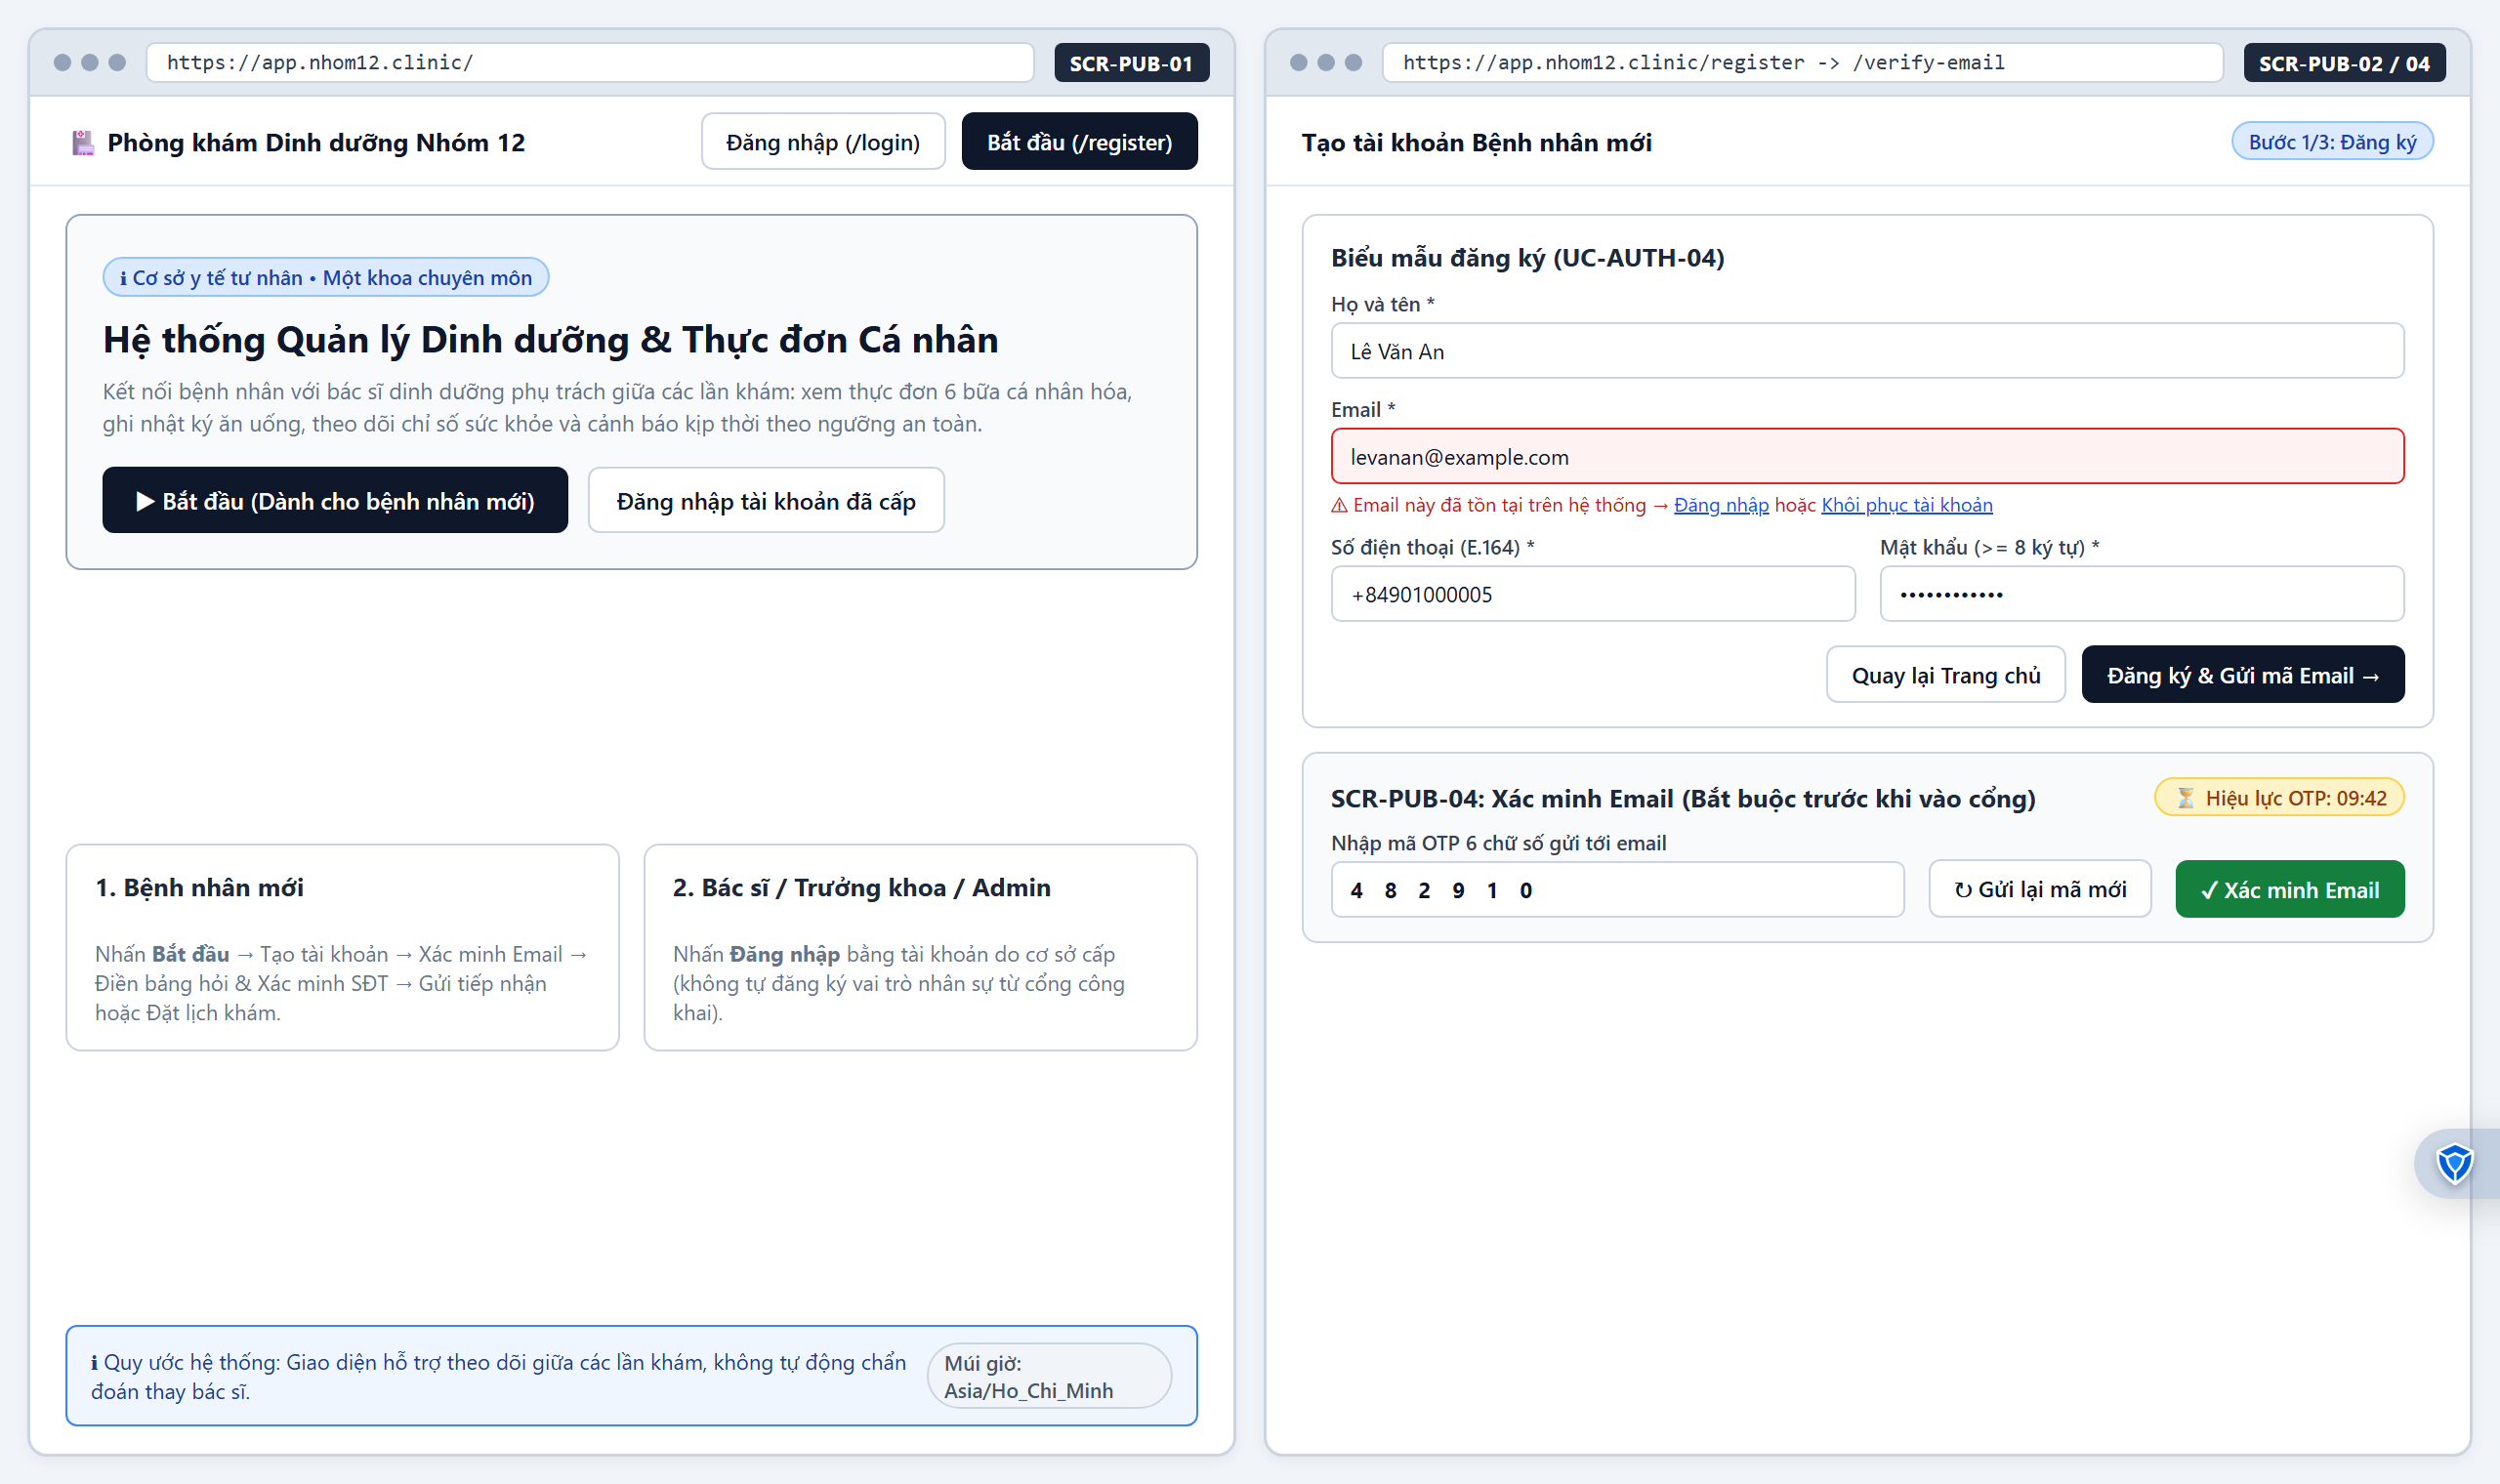 https://app.nhom12.clinic/
SCR-PUB-01
Phòng khám Dinh dưỡng Nhóm 12
Đăng nhập (/login)
Bắt đầu (/register)
ℹ Cơ sở y tế tư nhân • Một khoa chuyên môn
Hệ thống Quản lý Dinh dưỡng & Thực đơn Cá nhân
Kết nối bệnh nhân với bác sĩ dinh dưỡng phụ trách giữa các lần khám: xem thực đơn 6 bữa cá nhân hóa,
ghi nhật ký ăn uống, theo dõi chỉ số sức khỏe và cảnh báo kịp thời theo ngưỡng an toàn.
▶ Bắt đầu (Dành cho bệnh nhân mới)
Đăng nhập tài khoản đã cấp
1. Bệnh nhân mới
Nhấn Bắt đầu → Tạo tài khoản → Xác minh Email →
Điền bảng hỏi & Xác minh SĐT → Gửi tiếp nhận
hoặc Đặt lịch khám.
2. Bác sĩ / Trưởng khoa / Admin
Nhấn Đăng nhập bằng tài khoản do cơ sở cấp
(không tự đăng ký vai trò nhân sự từ cổng công
khai).
ℹ Quy ước hệ thống: Giao diện hỗ trợ theo dõi giữa các lần khám, không tự động chẩn
đoán thay bác sĩ.
Múi giờ:
Asia/Ho_Chi_Minh
https://app.nhom12.clinic/register -> /verify-email
SCR-PUB-02 / 04
Tạo tài khoản Bệnh nhân mới
Bước 1/3: Đăng ký
Biểu mẫu đăng ký (UC-AUTH-04)
Họ và tên *
Lê Văn An
Email *
levanan@example.com
⚠ Email này đã tồn tại trên hệ thống → Đăng nhập hoặc Khôi phục tài khoản
Số điện thoại (E.164) *
Mật khẩu (>= 8 ký tự) *
+84901000005
••••••••••••
Quay lại Trang chủ
Đăng ký & Gửi mã Email →
SCR-PUB-04: Xác minh Email (Bắt buộc trước khi vào cổng)
⏳ Hiệu lực OTP: 09:42
Nhập mã OTP 6 chữ số gửi tới email
4 8 2 9 1 0
↻ Gửi lại mã mới
✓ Xác minh Email